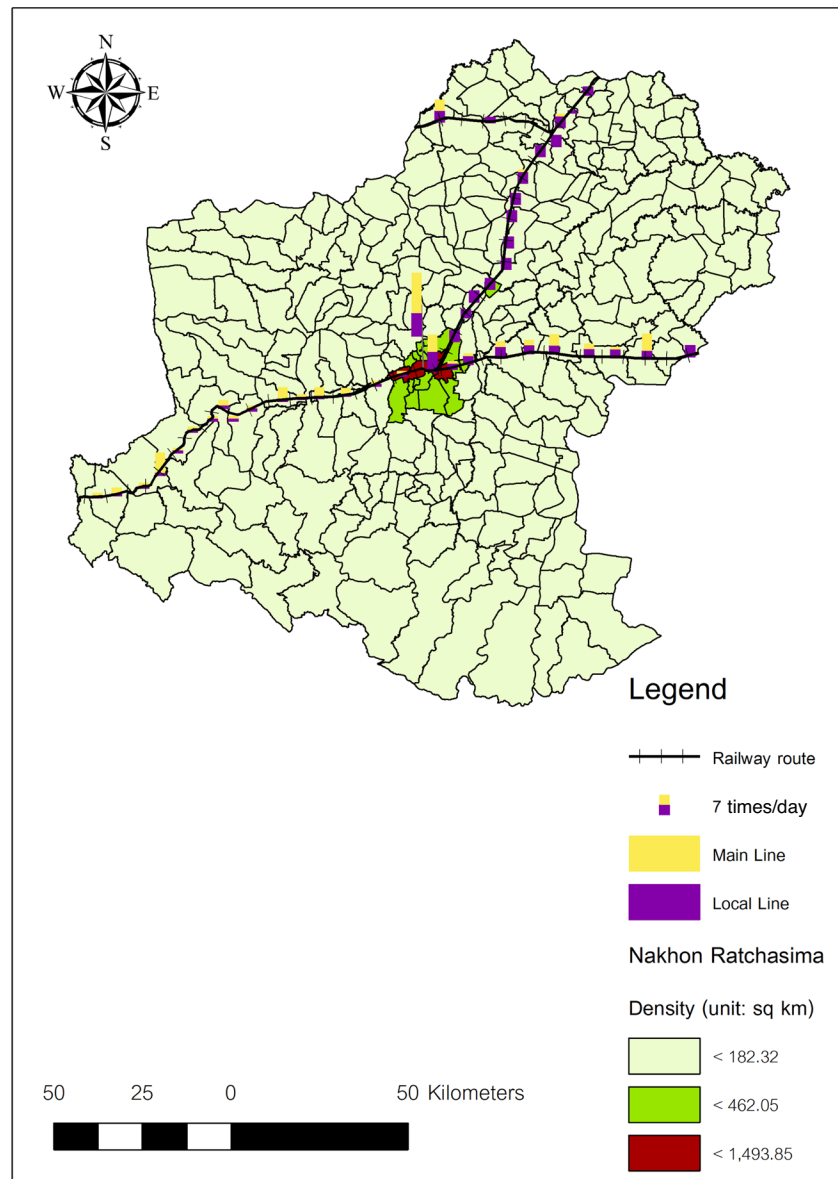 N
W E
S
Legend
Railway route
7 times/day
Main Line
Local Line
Nakhon Ratchasima
Density (unit: sq km)
< 182.32
< 462.05
< 1,493.85
50 25 0 50 Kilometers